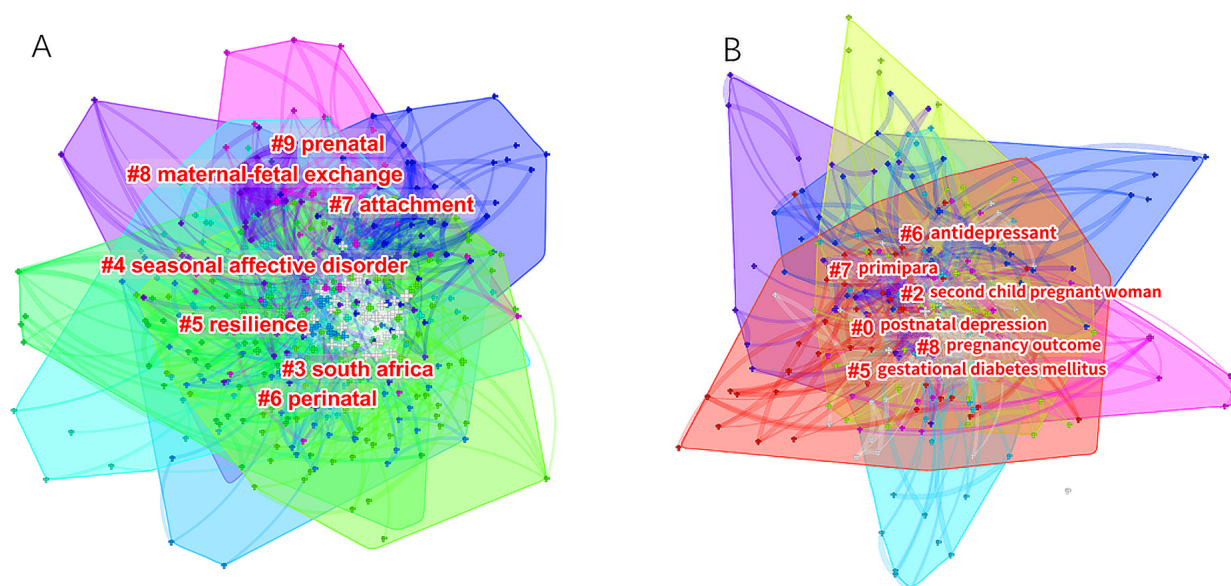 A
#9 prenatal
#8 maternal-fetal exchange
#7 attachment
#4 seasonal affective disorder
#5 resilience
#3 south africa
#6 perinatal
B
#6 antidepressant
#7 primipara
#2 second child pregnant woman
#0 postnatal depression
#8 pregnancy outcome
#5 gestational diabetes mellitus